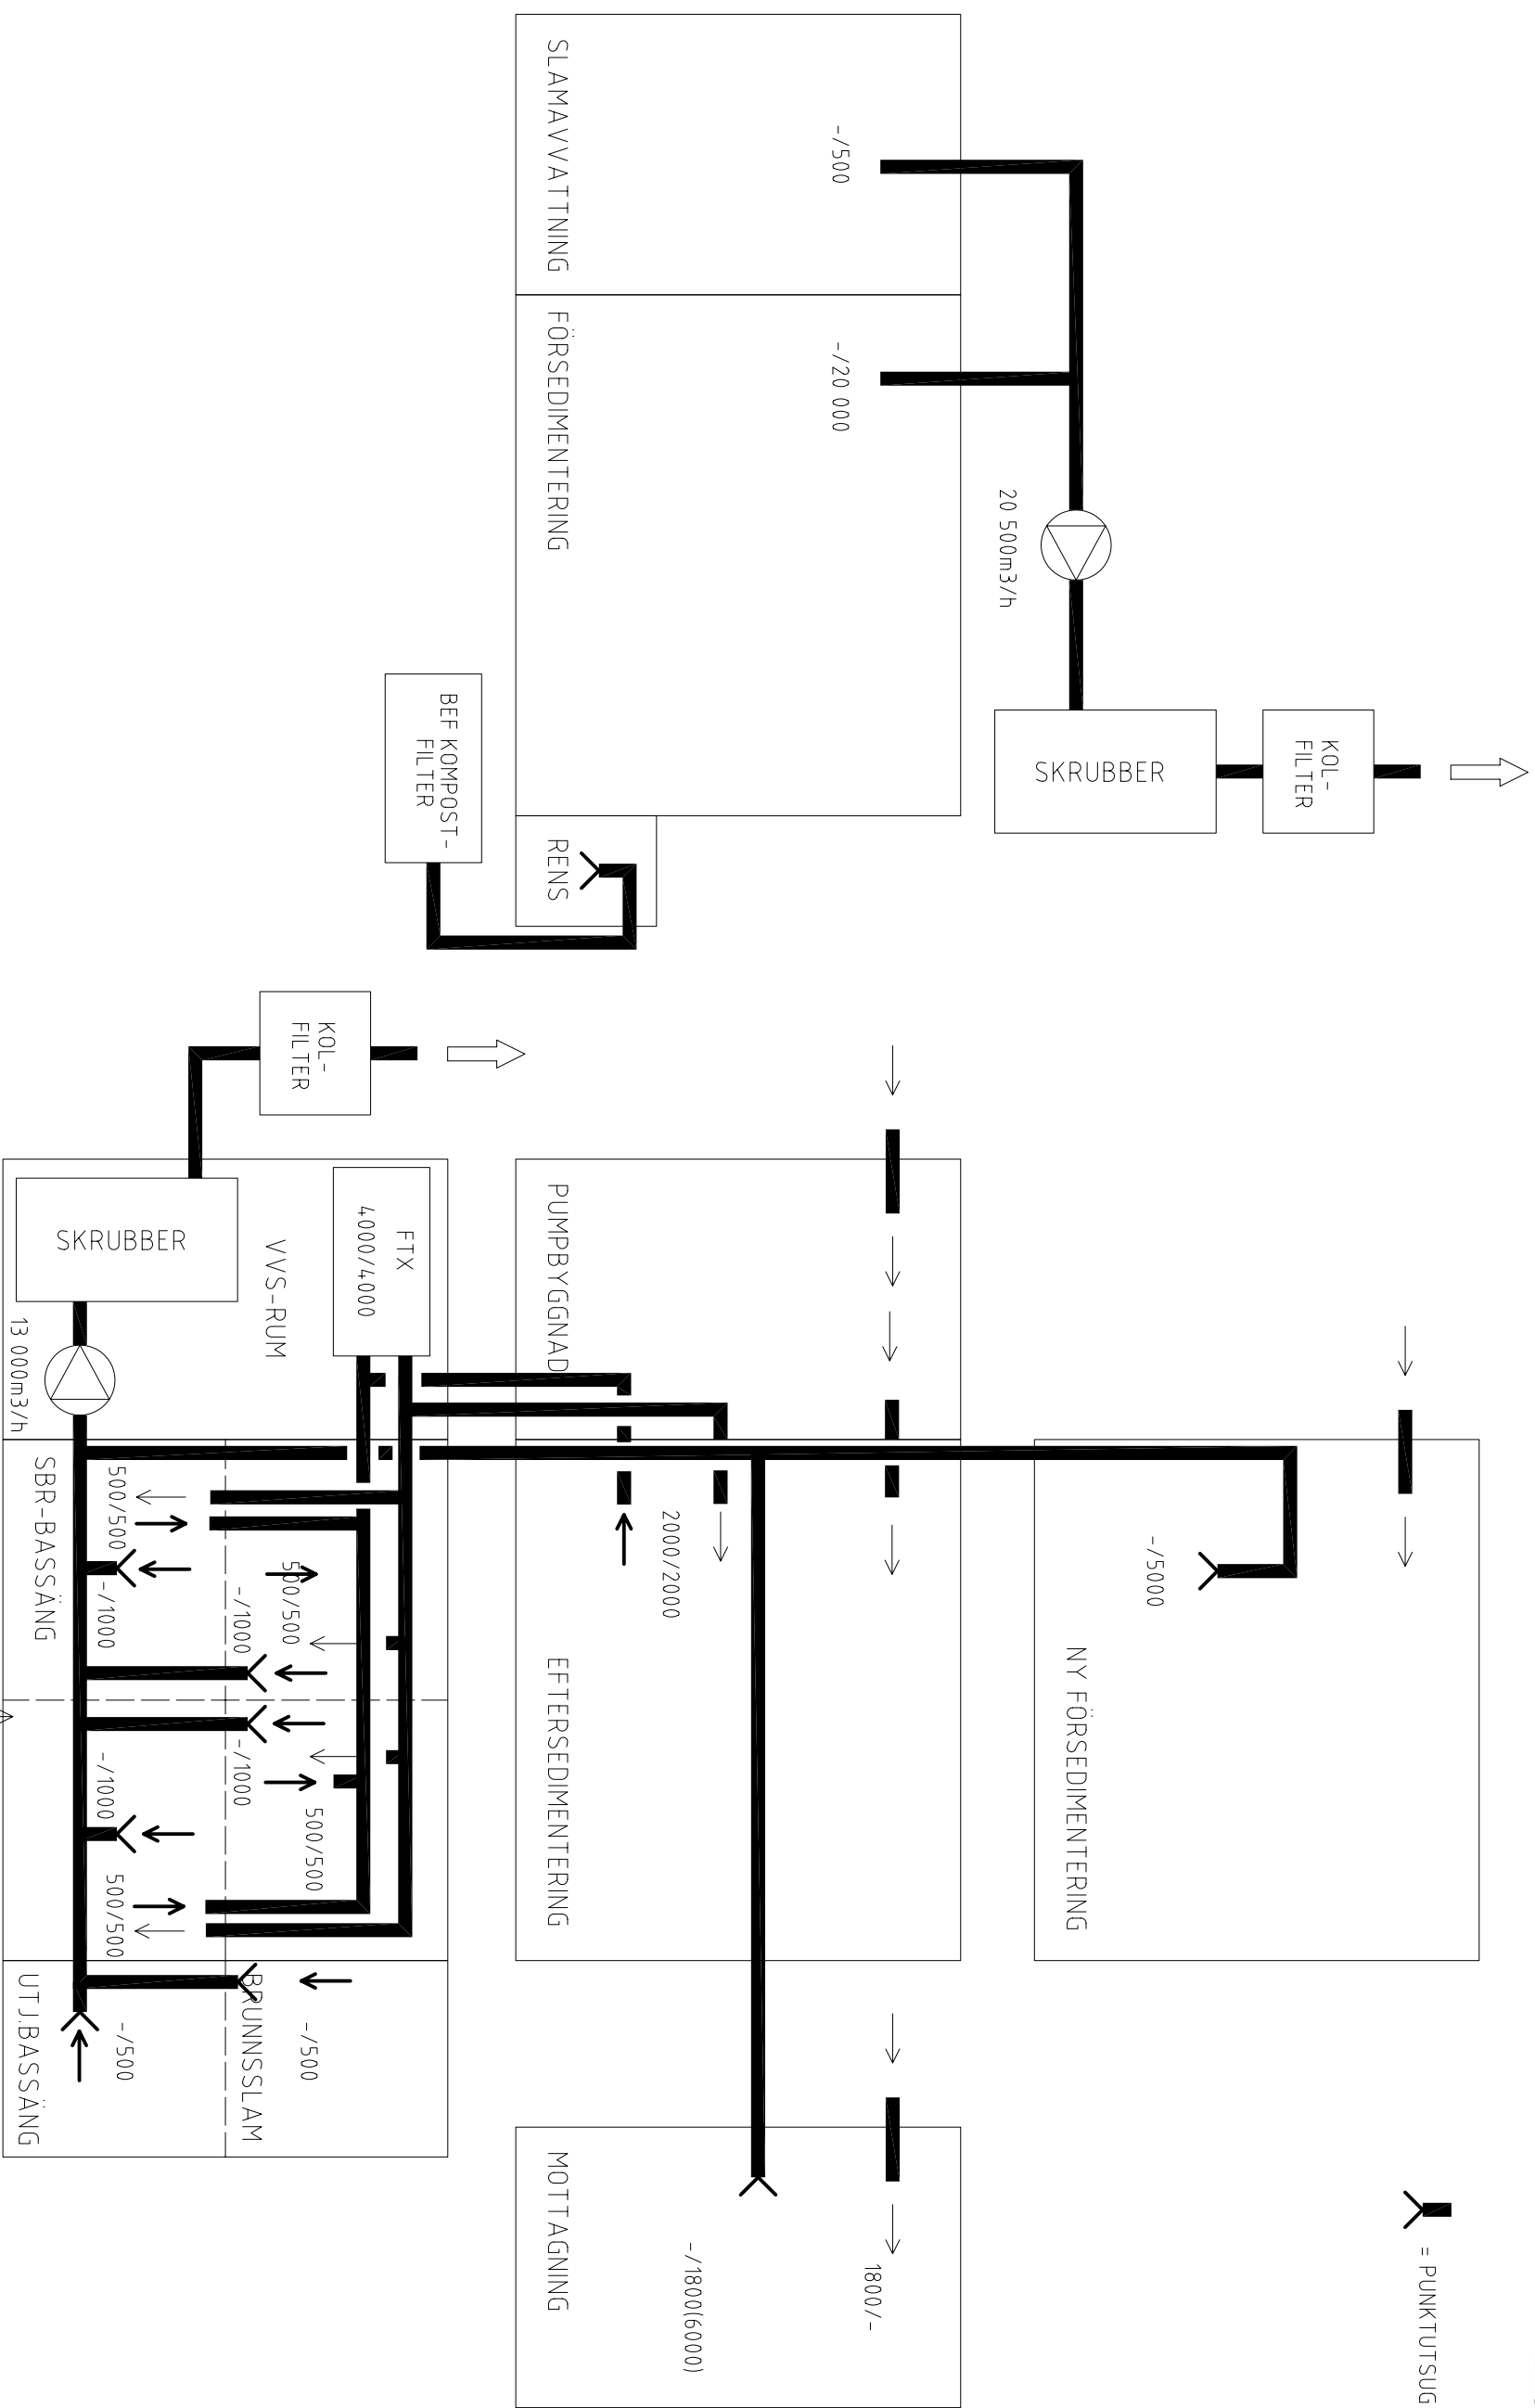 = PUNKTUTSUG
KOL-
FILTER
SKRUBBER
20 500m3/h
-/500
SLAMAVVATTNING
-/20 000
FÖRSEDIMENTERING
RENS
BEF KOMPOST-
FILTER
NY FÖRSEDIMENTERING
-/5000
PUMPBYGGNAD
2000/2000
EFTERSEDIMENTERING
1800/-
-/1800(6000)
MOTTAGNING
KOL-
FILTER
FTX
4000/4000
VVS-RUM
SKRUBBER
13 000m3/h
500/500
500/500
-/1000
-/1000
500/500
-/1000
-/1000
500/500
SBR-BASSÄNG
-/500
BRUNNSSLAM
-/500
UTJ.BASSÄNG